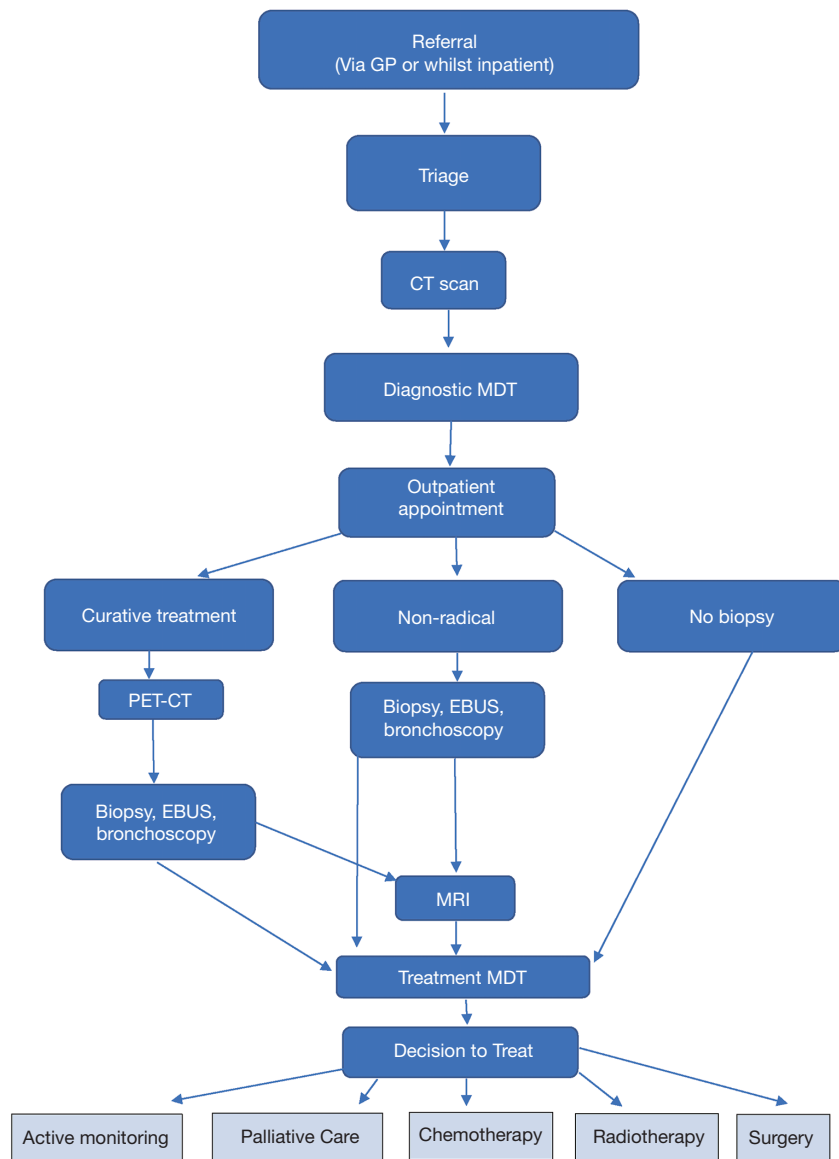 Referral
(Via GP or whilst inpatient)
Triage
CT scan
Diagnostic MDT
Outpatient
appointment
Curative treatment
Non-radical
No biopsy
PET-CT
Biopsy, EBUS,
bronchoscopy
Biopsy, EBUS,
bronchoscopy
MRI
Treatment MDT
Decision to Treat
Active monitoring
Palliative Care
Chemotherapy
Radiotherapy
Surgery